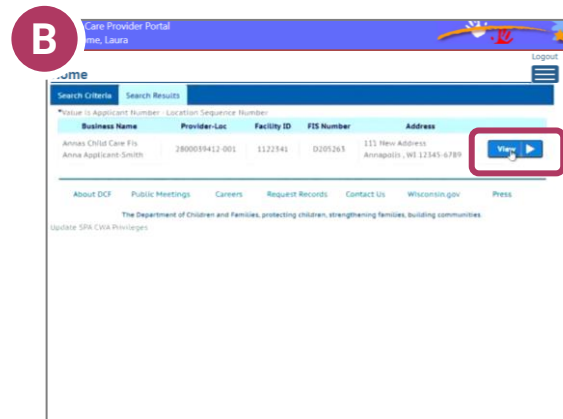 B
Care Provider Portal
me, Laura
Logout
ome
Search Criteria Search Results
*Value is Applicant Number - Location Sequence Number
Business Name Provider-Loc Facility ID FIS Number Address
Annas Child Care Fis 111 New Address
Anna Applicant-Smith 2800039412-001 1122341 D205263 Annapolis , WI 12345-6789 View
About DCF Public Meetings Careers Request Records Contact Us Wisconsin.gov Press
The Department of Children and Families, protecting children, strengthening families, building communities
Update SPA CWA Privileges